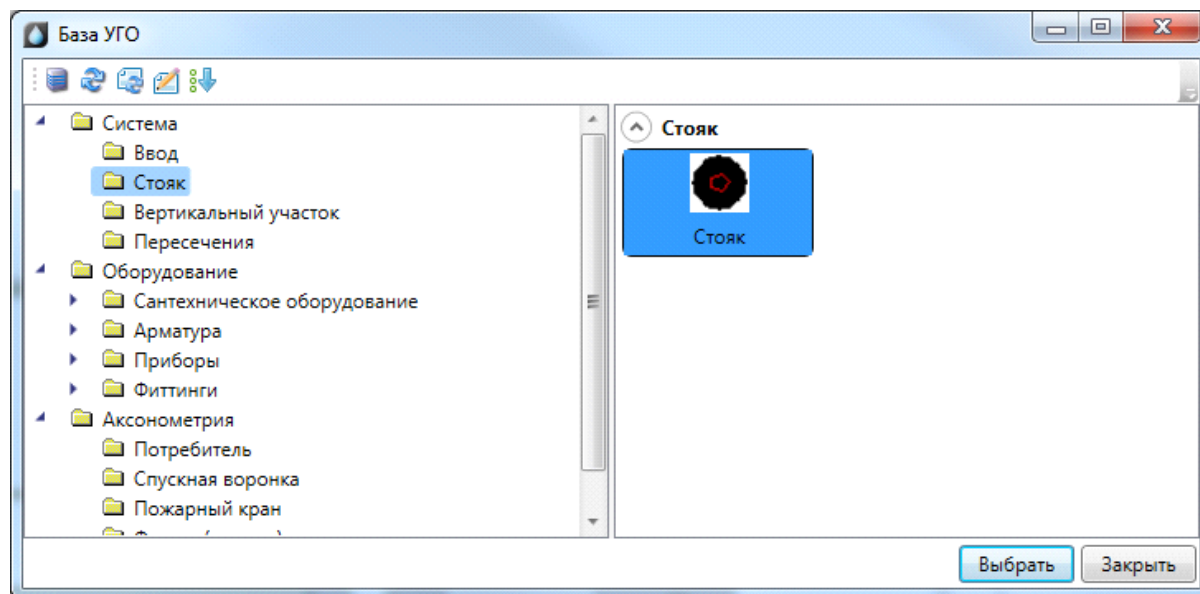 База УГО
Система
Ввод
Стояк
Вертикальный участок
Пересечения
Оборудование
Сантехническое оборудование
Арматура
Приборы
Фиттинги
Аксонометрия
Потребитель
Спускная воронка
Пожарный кран
Стояк
Стояк
Выбрать
Закрыть